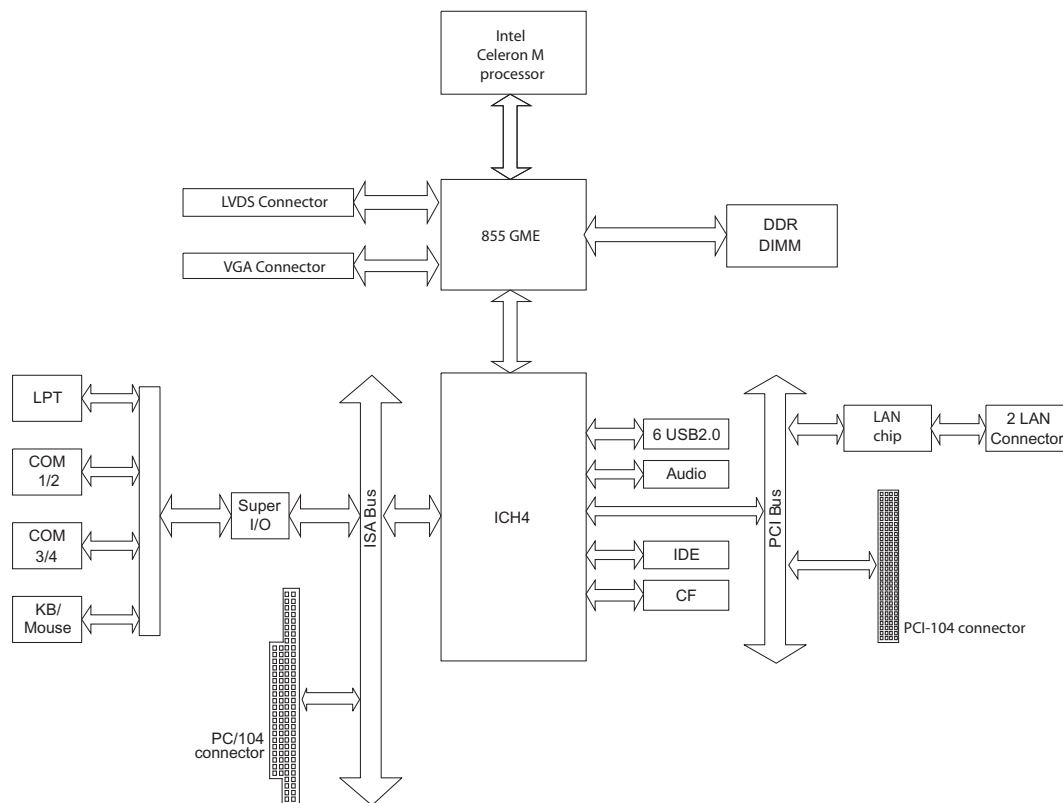 Intel
Celeron M
processor
LVDS Connector
855 GME
DDR
DIMM
VGA Connector
LPT
COM
1/2
COM
3/4
KB/
Mouse
Super
I/O
ISA Bus
PC/104
connector
ICH4
6 USB2.0
Audio
IDE
CF
PCI Bus
LAN
chip
2 LAN
Connector
PCI-104 connector